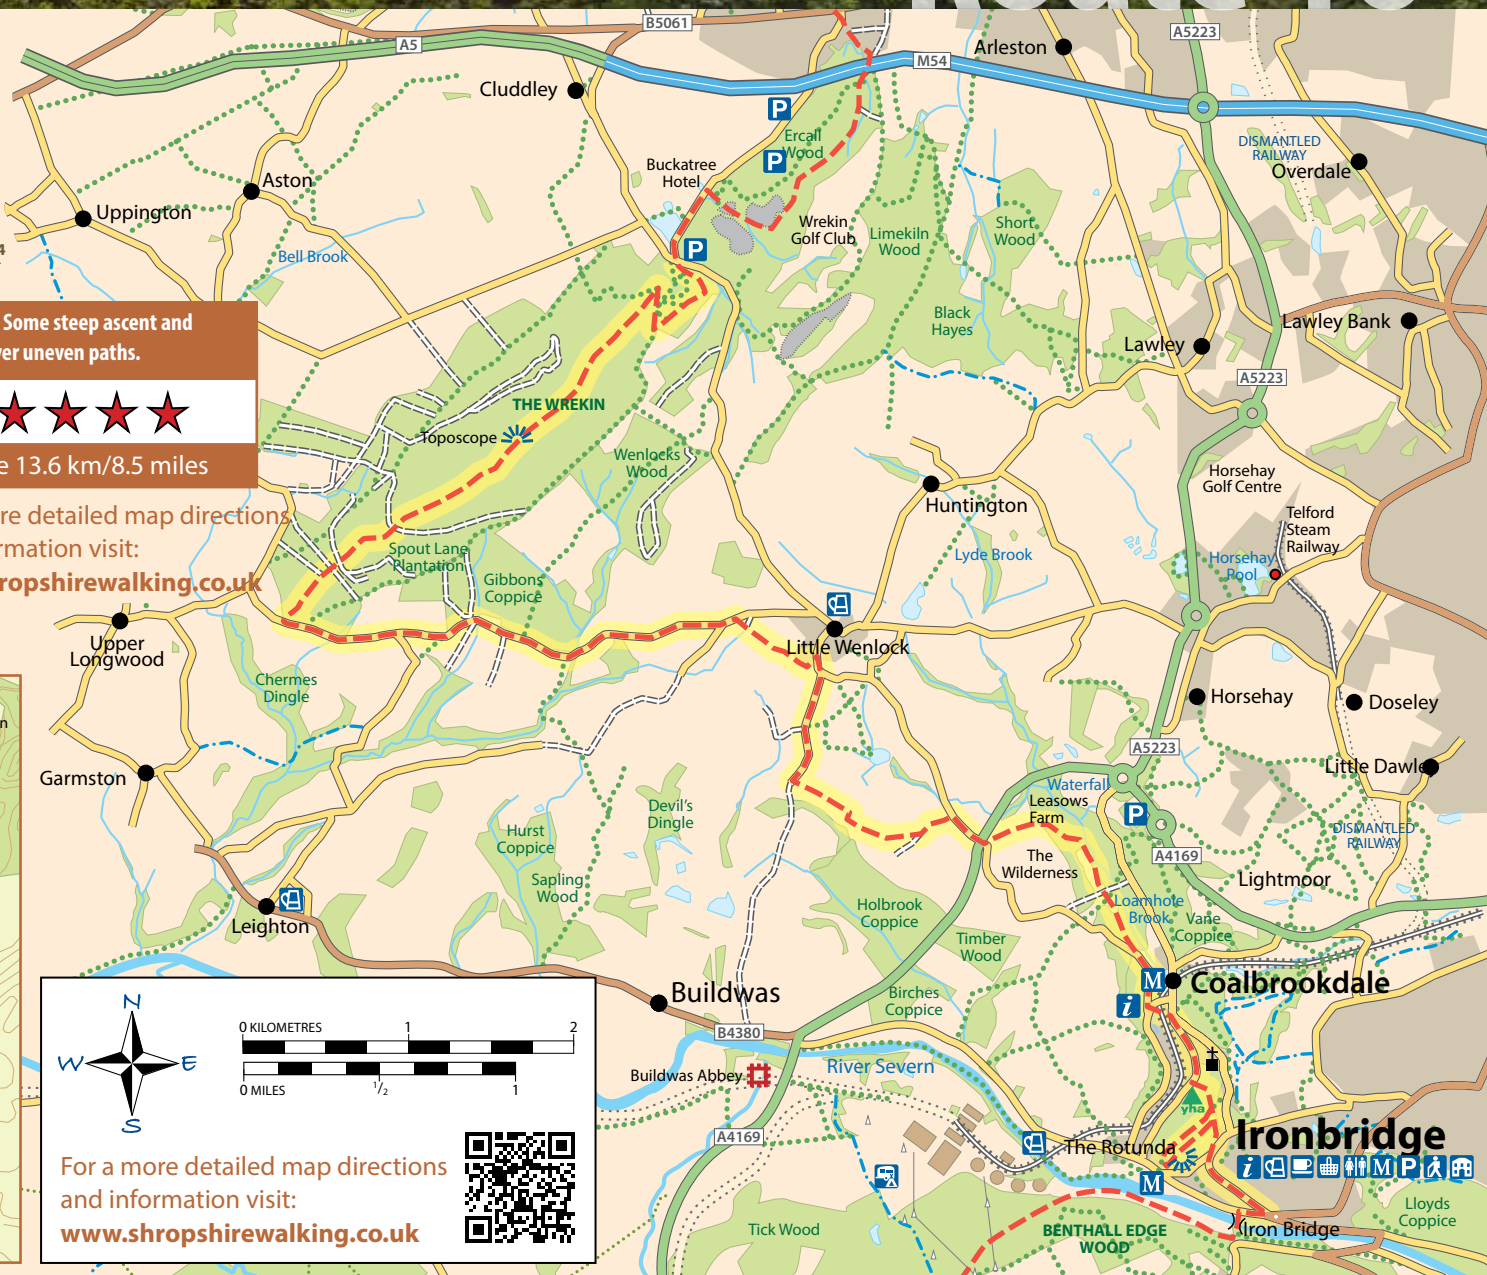 B5061
A5
Arleston
A5223
M54
Cluddley
P
Ercall
Wood
P
DISMANTLED
RAILWAY
Overdale
Buckatree
Hotel
Aston
Uppington
Wrekin
Golf Club
Limekiln
Wood
Short
Wood
4
Bell Brook
P
Some steep ascent and
ver uneven paths.
Black
Hayes
Lawley
Lawley Bank
A5223
THE WREKIN
Toposcope
e 13.6 km/8.5 miles
Wenlocks
Wood
Horsehay
Golf Centre
Huntington
re detailed map directions
rmation visit:
hropshirewalking.co.uk
Telford
Steam
Railway
Spout Lane
Plantation
Lyde Brook
Horsehay
Pool
Gibbons
Coppice
Upper
Longwood
Little Wenlock
Chermes
Dingle
Horsehay
Doseley
n
A5223
Garmston
Little Dawley
Waterfall
Leasows
Farm
P
Devil's
Dingle
Hurst
Coppice
DISMANTLED
RAILWAY
A4169
The
Wilderness
Lightmoor
Sapling
Wood
Holbrook
Coppice
Loamhole
Brook
Vane
Coppice
Leighton
Timber
Wood
M
Coalbrookdale
Buildwas
Birches
Coppice
i
N
W E
S
0 KILOMETRES 1 2
0 MILES 1/2 1
B4380
Buildwas Abbey
River Severn
yha
A4169
The Rotunda
Ironbridge
i M P
M
For a more detailed map directions
and information visit:
www.shropshirewalking.co.uk
Tick Wood
BENTHALL EDGE
WOOD
Iron Bridge
Lloyds
Coppice